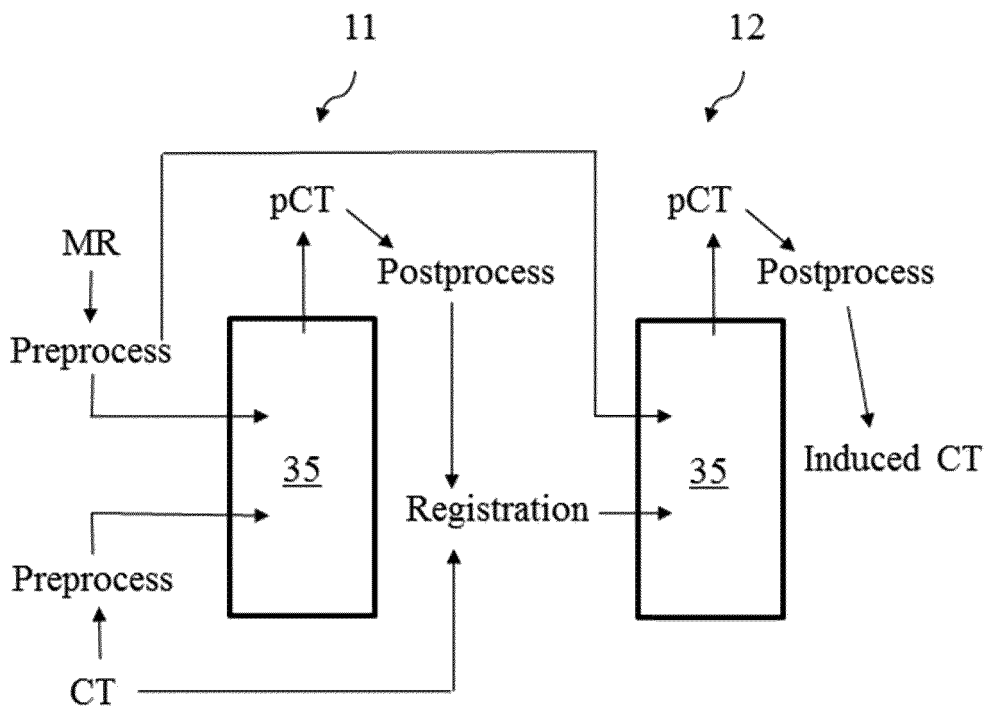 11
12
pCT
pCT
MR
Postprocess
Postprocess
Preprocess
35
35
Induced CT
Registration
Preprocess
CT